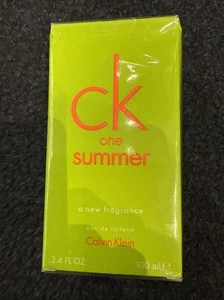 ck
one
summer
a new fragrance
eau de toilette
Calvin Klein
3.4 FL OZ 100 ml ℮